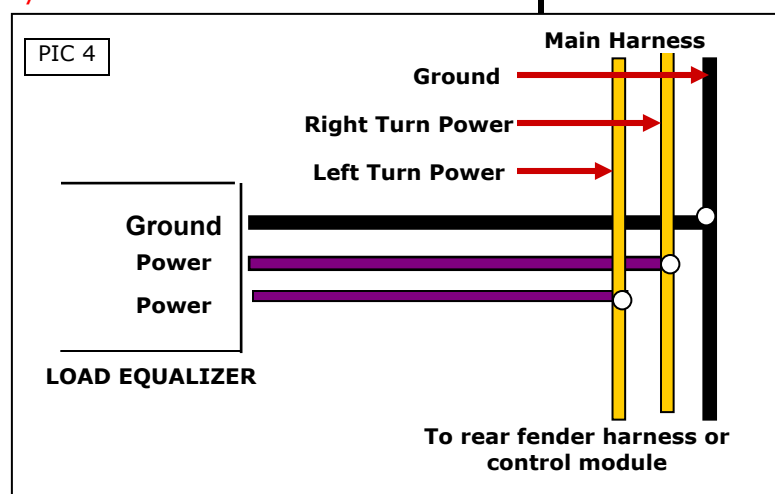 PIC 4
Main Harness
Ground
Right Turn Power
Left Turn Power
Ground
Power
Power
LOAD EQUALIZER
To rear fender harness or
control module